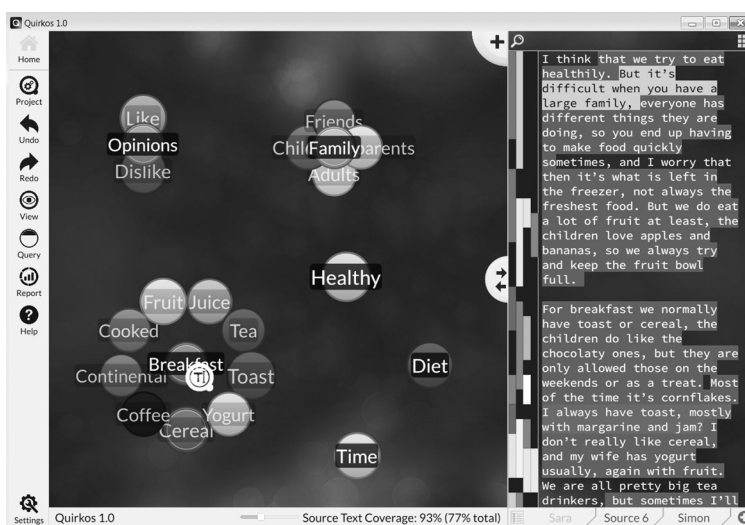 Quirkos 1.0
Home
Project
Undo
Redo
View
Query
Report
Help
Settings
Like
Opinions
Dislike
Friends
Family
Adults
Healthy
Fruit
Juice
Cooked
Tea
Breakfast
Continental
Toast
Coffee
Yogurt
Cereal
Diet
Time
I think that we try to eat
healthily. But it's
difficult when you have a
large family, everyone has
different things they are
doing, so you end up having
to make food quickly
sometimes, and I worry that
then it's what is left in
the freezer, not always the
freshest food. But we do eat
a lot of fruit at least, the
children love apples and
bananas, so we always try
and keep the fruit bowl
full.
For breakfast we normally
have toast or cereal, the
children do like the
chocolaty ones, but they are
only allowed those on the
weekends or as a treat. Most
of the time it's cornflakes.
I always have toast, mostly
with margarine and jam? I
don't really like cereal,
and my wife has yogurt
usually, again with fruit.
We are all pretty big tea
drinkers, but sometimes I'll
Quirkos 1.0
Source Text Coverage: 93% (77% total)
Sara
Source 6
Simon